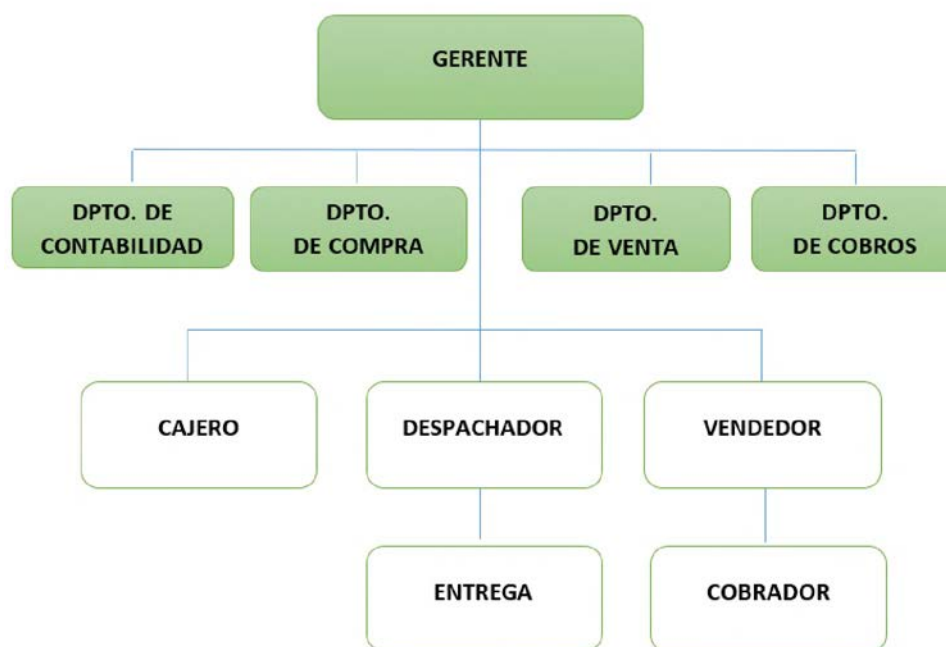 GERENTE
DPTO. DE
CONTABILIDAD
DPTO.
DE COMPRA
DPTO.
DE VENTA
DPTO.
DE COBROS
CAJERO
DESPACHADOR
VENDEDOR
ENTREGA
COBRADOR